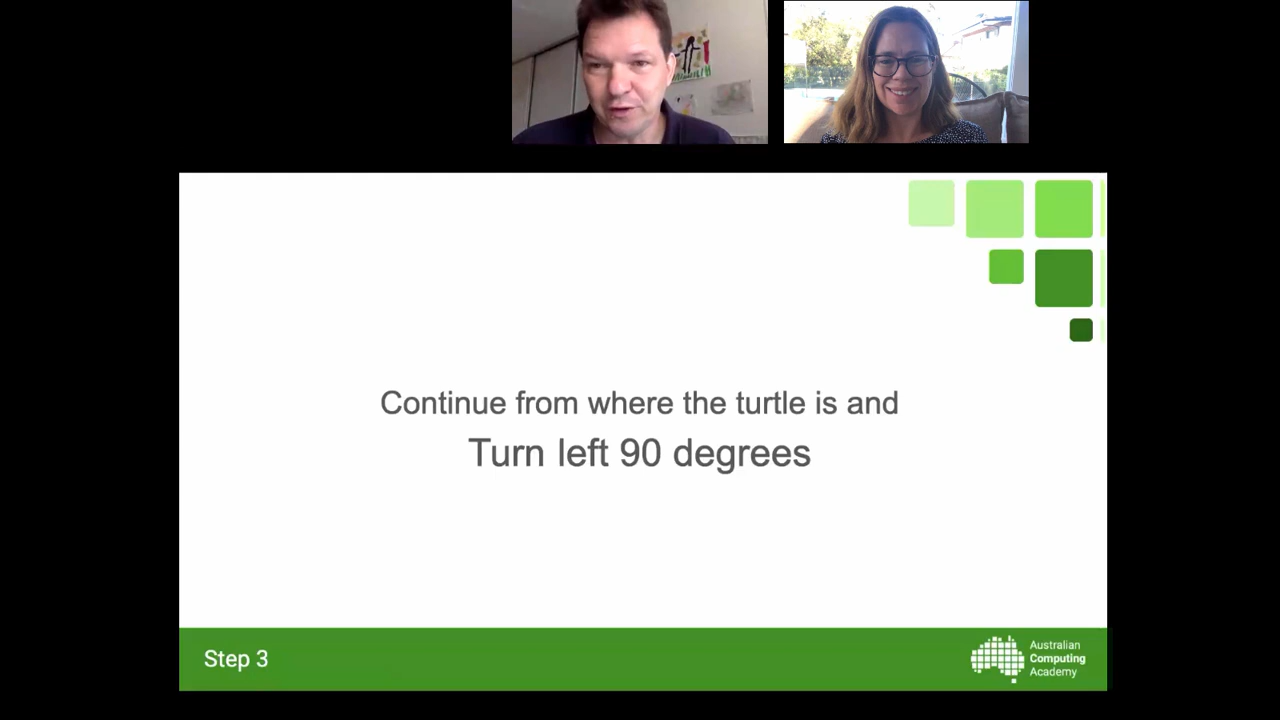 Continue from where the turtle is and
Turn left 90 degrees
Step 3
Australian
Computing
Academy